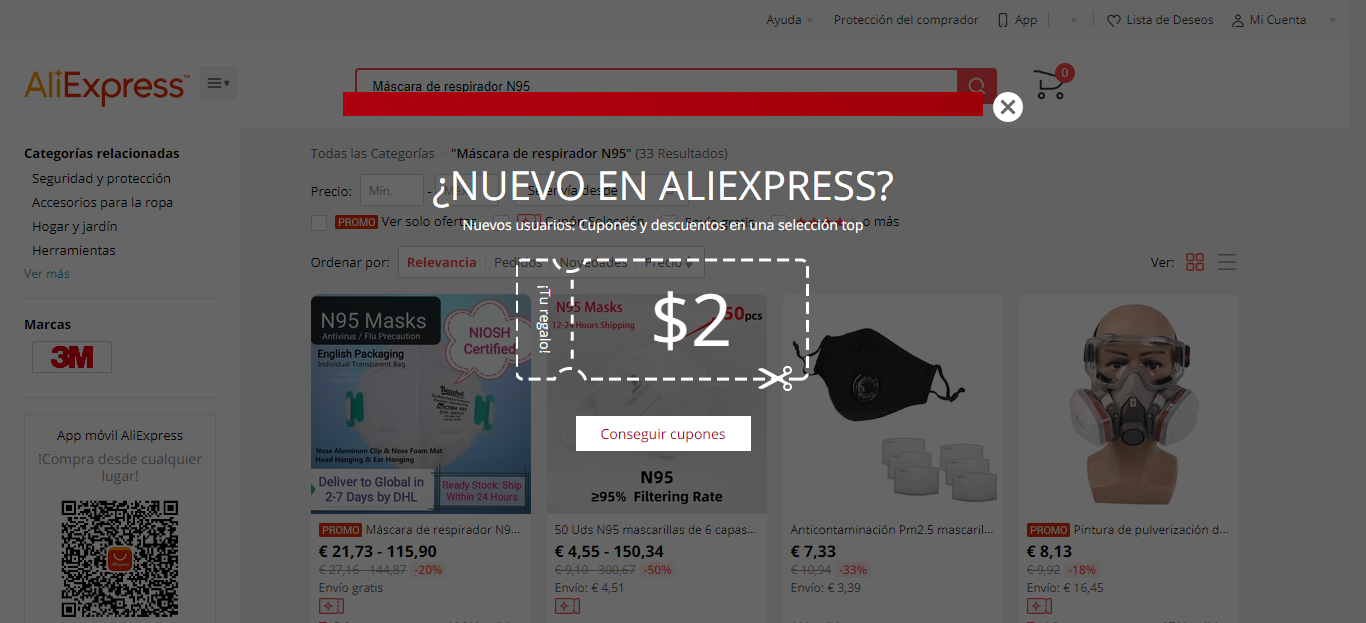 Ayuda Protección del comprador App Lista de Deseos Mi Cuenta
AliExpress™
Máscara de respirador N95
0
Categorías relacionadas
Seguridad y protección
Accesorios para la ropa
Hogar y jardín
Herramientas
Ver más
Marcas
3M
App móvil AliExpress
!Compra desde cualquier
lugar!
Todas las Categorías "Máscara de respirador N95" (33 Resultados)
Precio: Mín. - Se envía desde
¿NUEVO EN ALIEXPRESS?
PROMO Ver solo ofertas Cupón Selección Envío gratis o más
Nuevos usuarios: Cupones y descuentos en una selección top
Ordenar por: Relevancia Pedidos Novedades Precio
Ver:
¡Tu regalo!
$2
Conseguir cupones
N95 Masks
Antivirus / Flu Precaution
NIOSH
Certified
English Packaging
Individual Transparent Bag
Nose Aluminum Clip & Nose Foam Mat
Head Hanging & Ear Hanging
Deliver to Global in
2-7 Days by DHL
Ready Stock: Ship
Within 24 Hours
PROMO Máscara de respirador N9...
€ 21,73 - 115,90
€ 27,16 - 144,87 -20%
Envío gratis
N95 Masks
12-24 Hours Shipping
50pcs
N95
≥95% Filtering Rate
50 Uds N95 mascarillas de 6 capas...
€ 4,55 - 150,34
€ 9,10 - 300,67 -50%
Envío: € 4,51
Anticontaminación Pm2.5 mascaril...
€ 7,33
€ 10,94 -33%
Envío: € 3,39
PROMO Pintura de pulverización d...
€ 8,13
€ 9,92 -18%
Envío: € 16,45